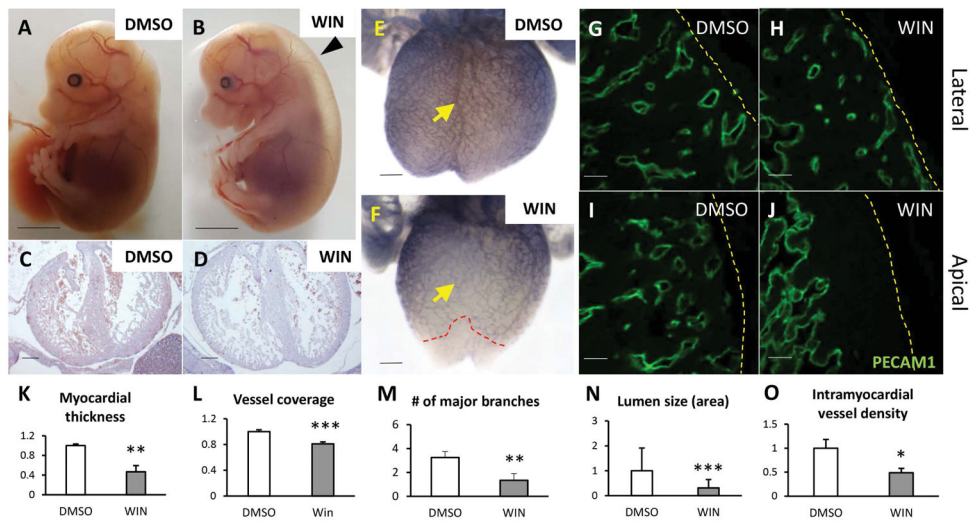 A DMSO
B WIN
E DMSO
G DMSO
H WIN
Lateral
C DMSO
D WIN
F WIN
I DMSO
J WIN
PECAM1
Apical
K Myocardial
thickness
1.2
0.8
0.4
0
**
DMSO WIN
L Vessel coverage
1.2
0.8
0.4
0
***
DMSO Win
M # of major branches
6
4
2
0
**
DMSO WIN
N Lumen size (area)
3
2
1
0
***
DMSO WIN
O Intramyocardial
vessel density
1.5
1
0.5
0
*
DMSO WIN